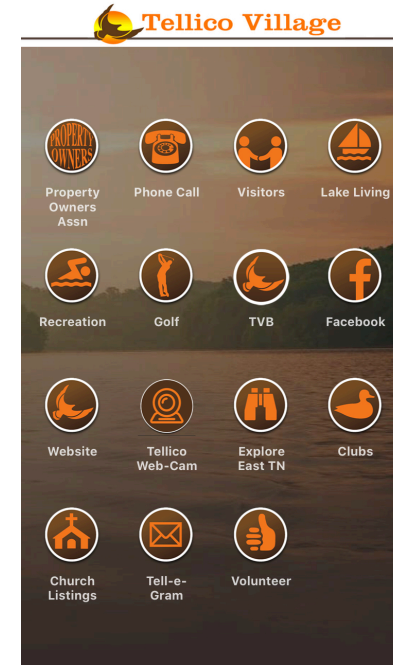 Tellico Village
PROPERTY
OWNERS
Property
Owners
Assn
Phone Call
Visitors
Lake Living
Recreation
Golf
TVB
Facebook
Website
Tellico
Web-Cam
Explore
East TN
Clubs
Church
Listings
Tell-e-
Gram
Volunteer